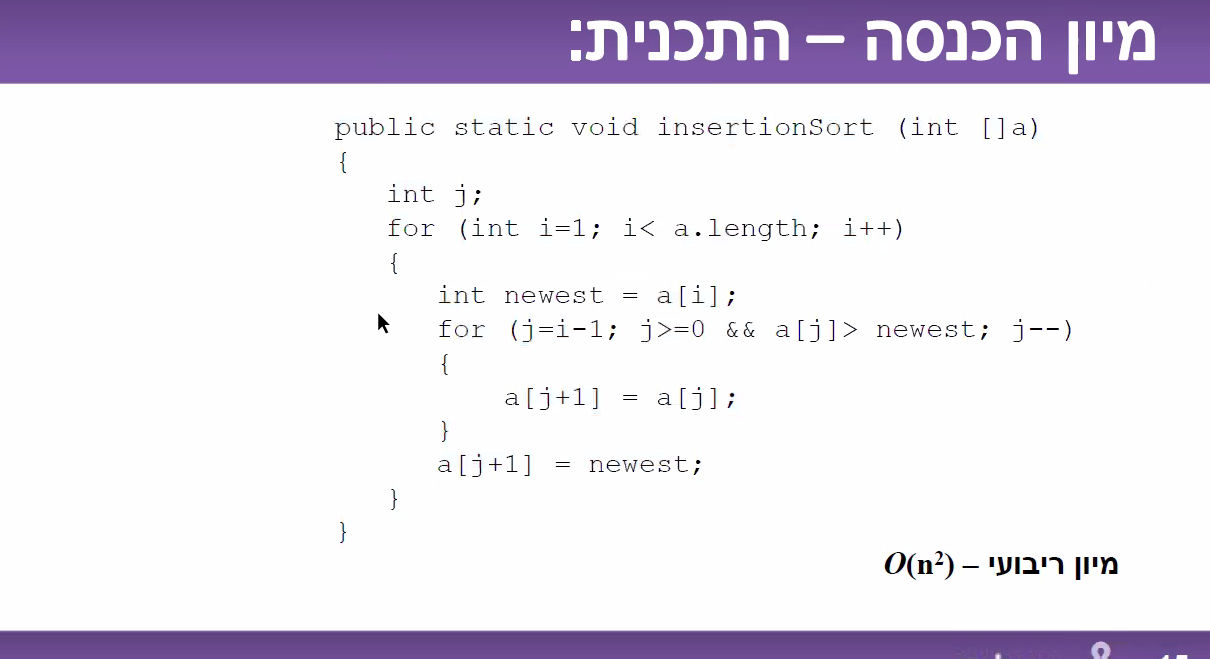 מיון הכנסה – התכנית:
public static void insertionSort (int []a)
{
int j;
for (int i=1; i< a.length; i++)
{
int newest = a[i];
for (j=i-1; j>=0 && a[j]> newest; j--)
{
a[j+1] = a[j];
}
a[j+1] = newest;
}
}
מיון ריבועי – O(n²)